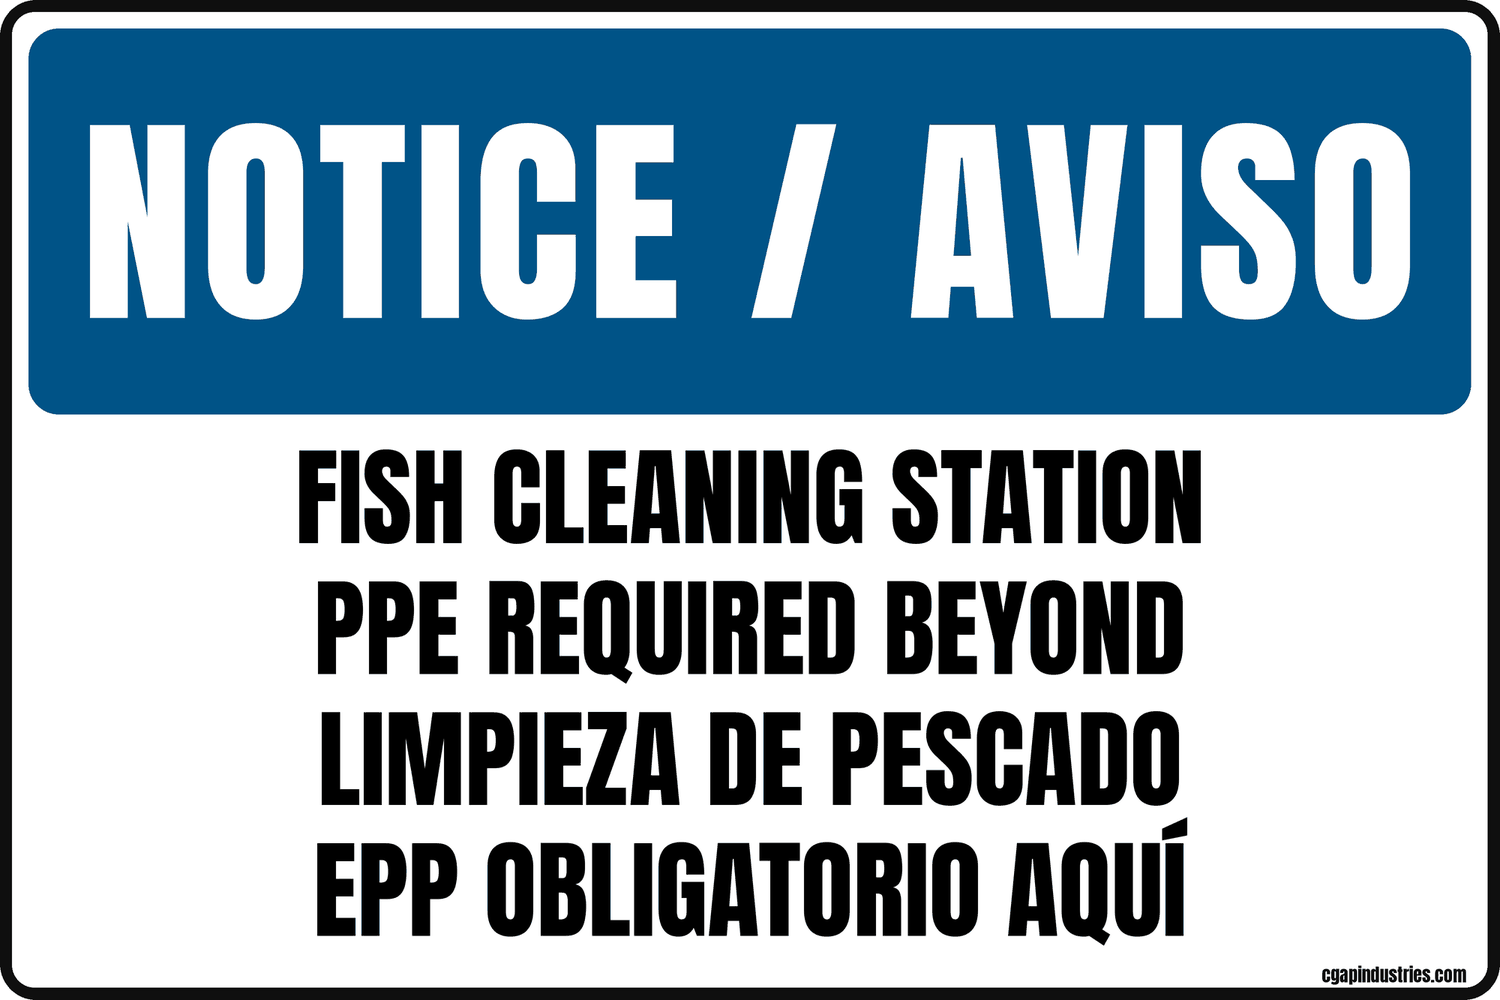 NOTICE / AVISO
FISH CLEANING STATION
PPE REQUIRED BEYOND
LIMPIEZA DE PESCADO
EPP OBLIGATORIO AQUÍ
cgapindustries.com